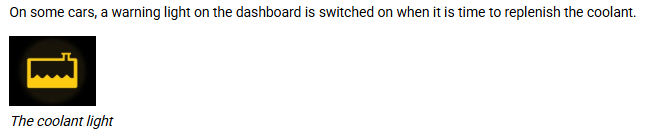 On some cars, a warning light on the dashboard is switched on when it is time to replenish the coolant.
The coolant light